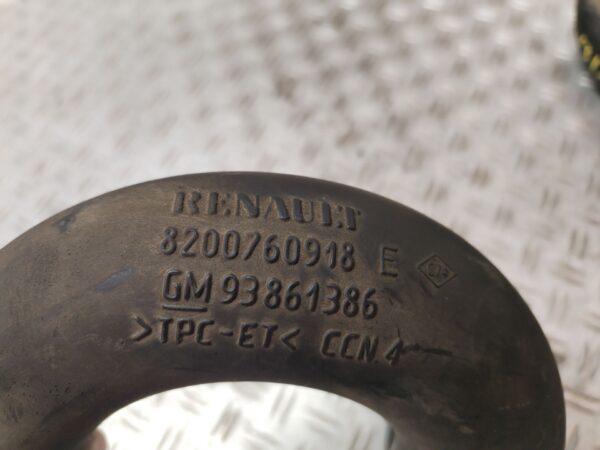 RENAULT
8200760918 E
GM 93861386
>TPC-ET< CCN.4